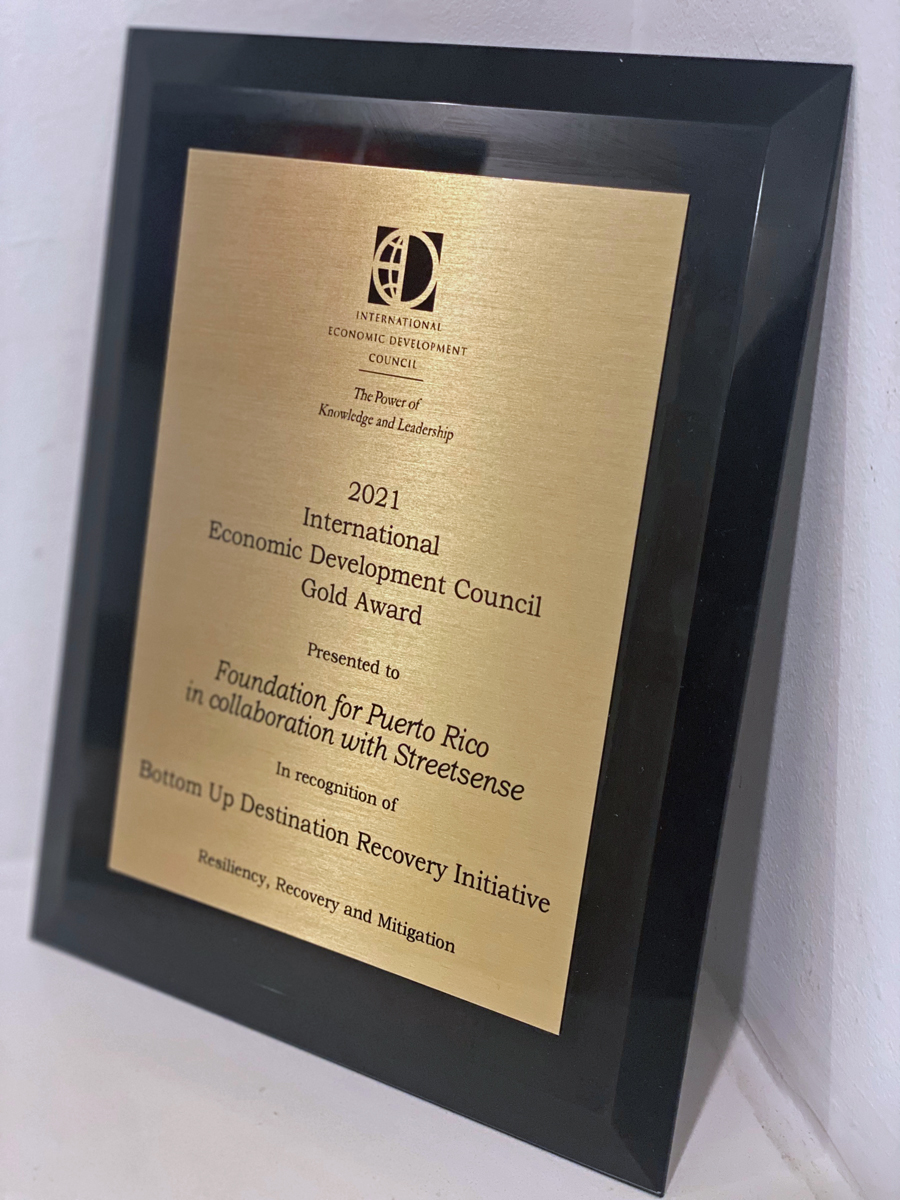 INTERNATIONAL
ECONOMIC DEVELOPMENT
COUNCIL
The Power of
Knowledge and Leadership
2021
International
Economic Development Council
Gold Award
Presented to
Foundation for Puerto Rico
in collaboration with Streetsense
In recognition of
Bottom Up Destination Recovery Initiative
Resiliency, Recovery and Mitigation